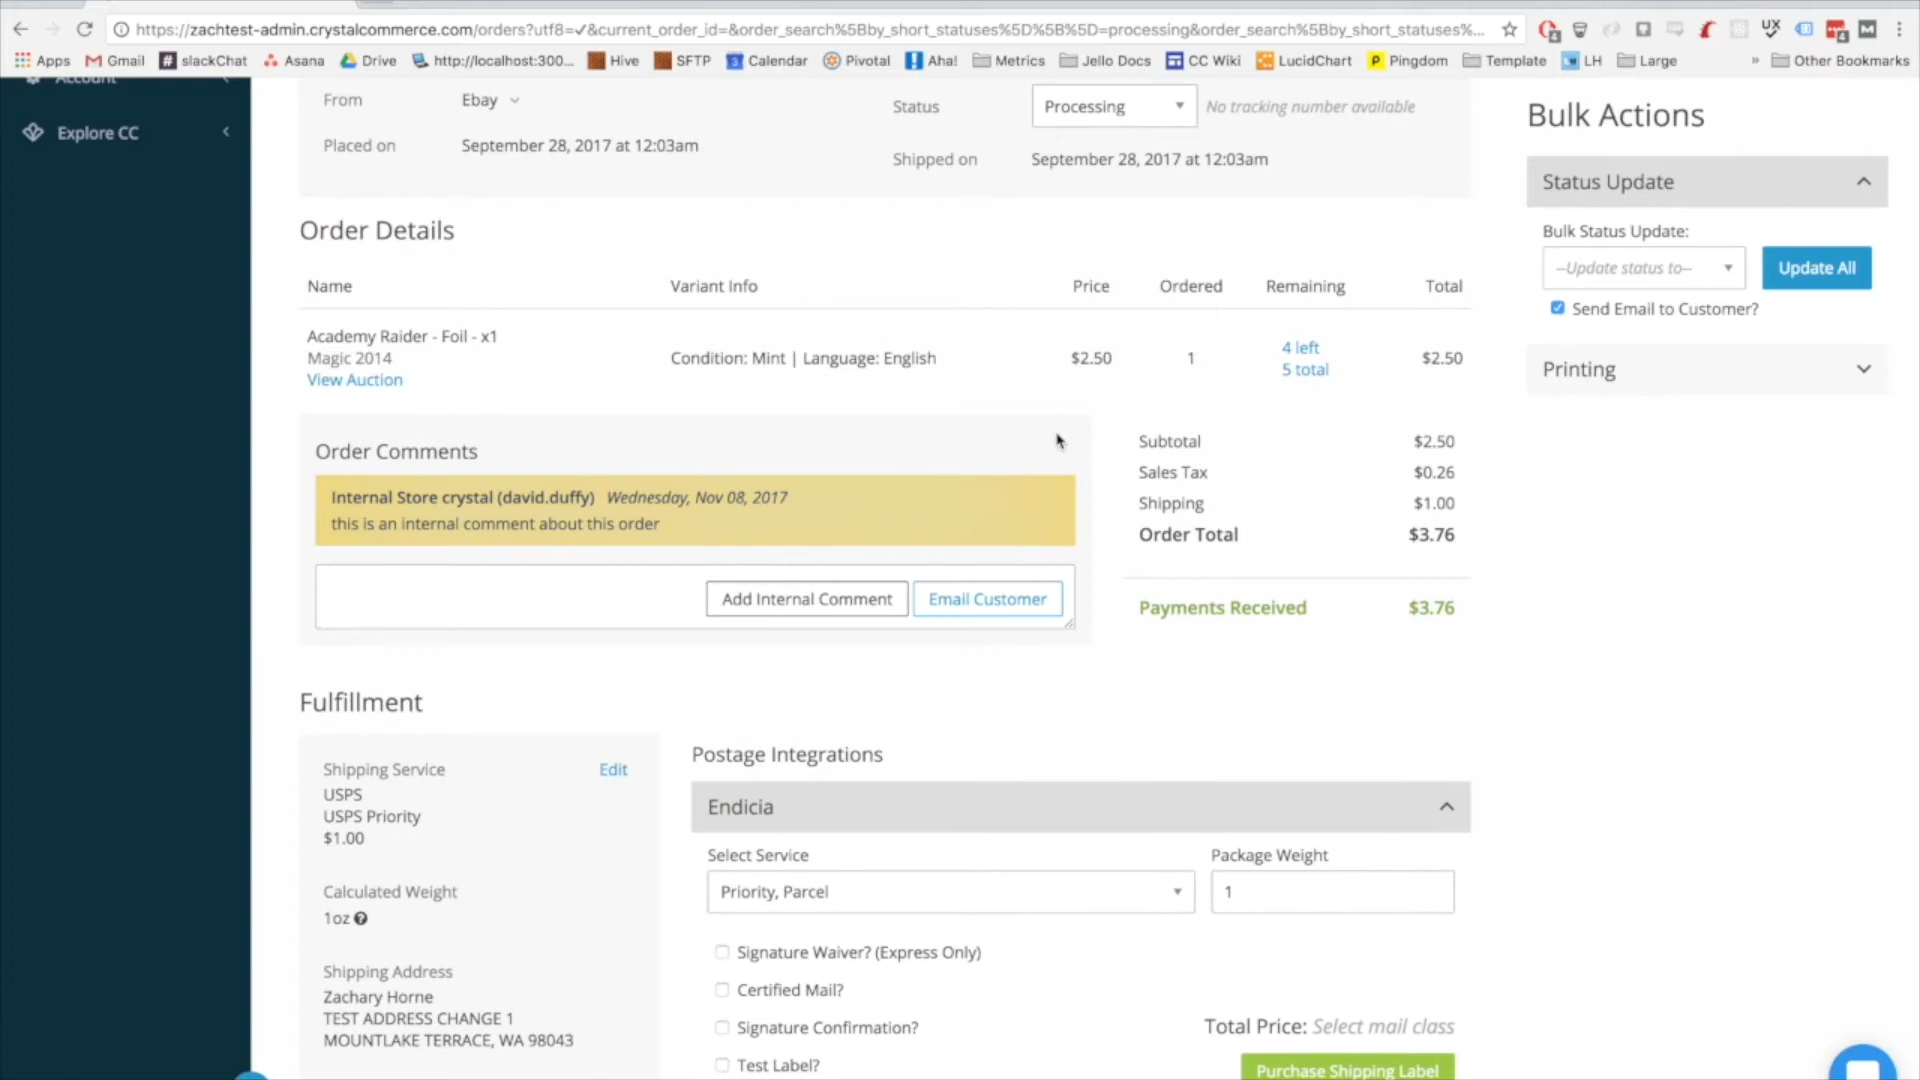 https://zachtest-admin.crystalcommerce.com/orders?utf8=✓&current_order_id=&order_search%5Bby_short_statuses%5D%5B%5D=processing&order_search%5Bby_short_statuses%...
Apps Gmail slackChat Asana Drive http://localhost:300... Hive SFTP Calendar Pivotal Aha! Metrics Jello Docs CC Wiki LucidChart Pingdom Template LH Large » Other Bookmarks
Account
Explore CC
From Ebay
Placed on September 28, 2017 at 12:03am
Status Processing No tracking number available
Shipped on September 28, 2017 at 12:03am
Order Details
Name Variant Info Price Ordered Remaining Total
Academy Raider - Foil - x1
Magic 2014
View Auction
Condition: Mint | Language: English $2.50 1
4 left
5 total
$2.50
Order Comments
Internal Store crystal (david.duffy) Wednesday, Nov 08, 2017
this is an internal comment about this order
Add Internal Comment Email Customer
Subtotal $2.50
Sales Tax $0.26
Shipping $1.00
Order Total $3.76
Payments Received $3.76
Fulfillment
Shipping Service Edit
USPS
USPS Priority
$1.00
Calculated Weight
1oz
Shipping Address
Zachary Horne
TEST ADDRESS CHANGE 1
MOUNTLAKE TERRACE, WA 98043
Postage Integrations
Endicia
Select Service Package Weight
Priority, Parcel 1
Signature Waiver? (Express Only)
Certified Mail?
Signature Confirmation?
Test Label?
Total Price: Select mail class
Purchase Shipping Label
Bulk Actions
Status Update
Bulk Status Update:
--Update status to-- Update All
Send Email to Customer?
Printing